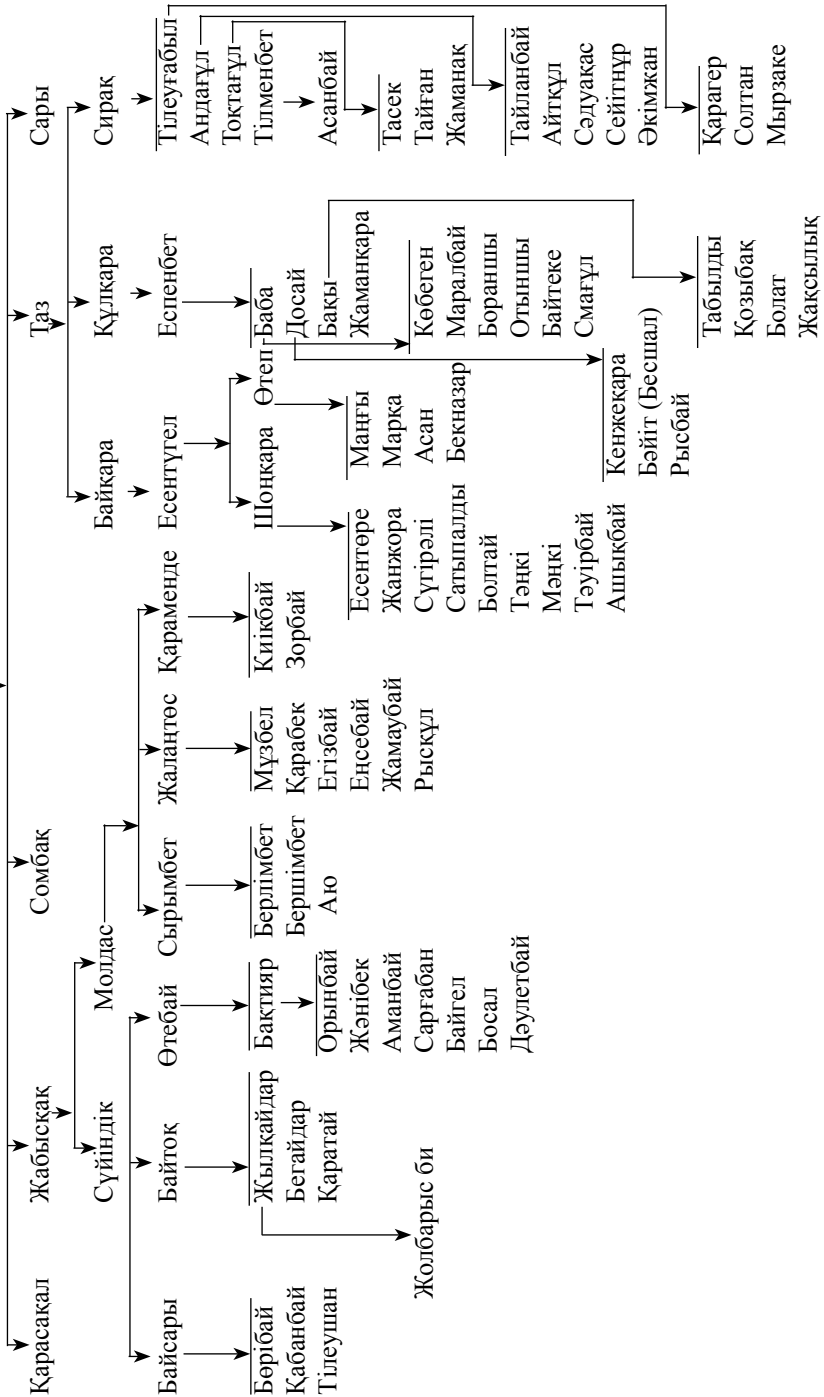 Қарасақал Жабысқақ Сомбақ Таз Сары
Сүйіндік Молдас Байқара Құлқара Сирақ
Байсары Байтоқ Өтебай Сырымбет Жалаңтөс Қараменде Есентүгел Еспенбет
Бөрібай
Қабанбай
Тілеушан
Жылқайдар
Бегайдар
Қаратай
Жолбарыс би
Бақтияр
Орынбай
Жәнібек
Аманбай
Сарғабан
Байгел
Босал
Дәулетбай
Берлімбет
Бершімбет
Аю
Мұзбел
Қарабек
Егізбай
Еңсебай
Жамаубай
Рысқұл
Киікбай
Зорбай
Шоңқара Өтеп
Есентөре
Жанжора
Сүгірәлі
Сатыпалды
Болтай
Тәңкі
Мәңкі
Тәуірбай
Ашықбай
Маңғы
Марқа
Асан
Бекназар
Баба
Досай
Бақы
Жаманқара
Көбеген
Маралбай
Бораншы
Отыншы
Байтеке
Смағұл
Кенжеқара
Бәйіт (Бесшал)
Рысбай
Табылды
Қозыбақ
Болат
Жақсылық
Тілеуғабыл
Андағұл
Тоқтағұл
Тілменбет
Асанбай
Тасек
Тайған
Жаманақ
Тайланбай
Айтқұл
Сәдуақас
Сейітнұр
Әкімжан
Қарагер
Солтан
Мырзаке